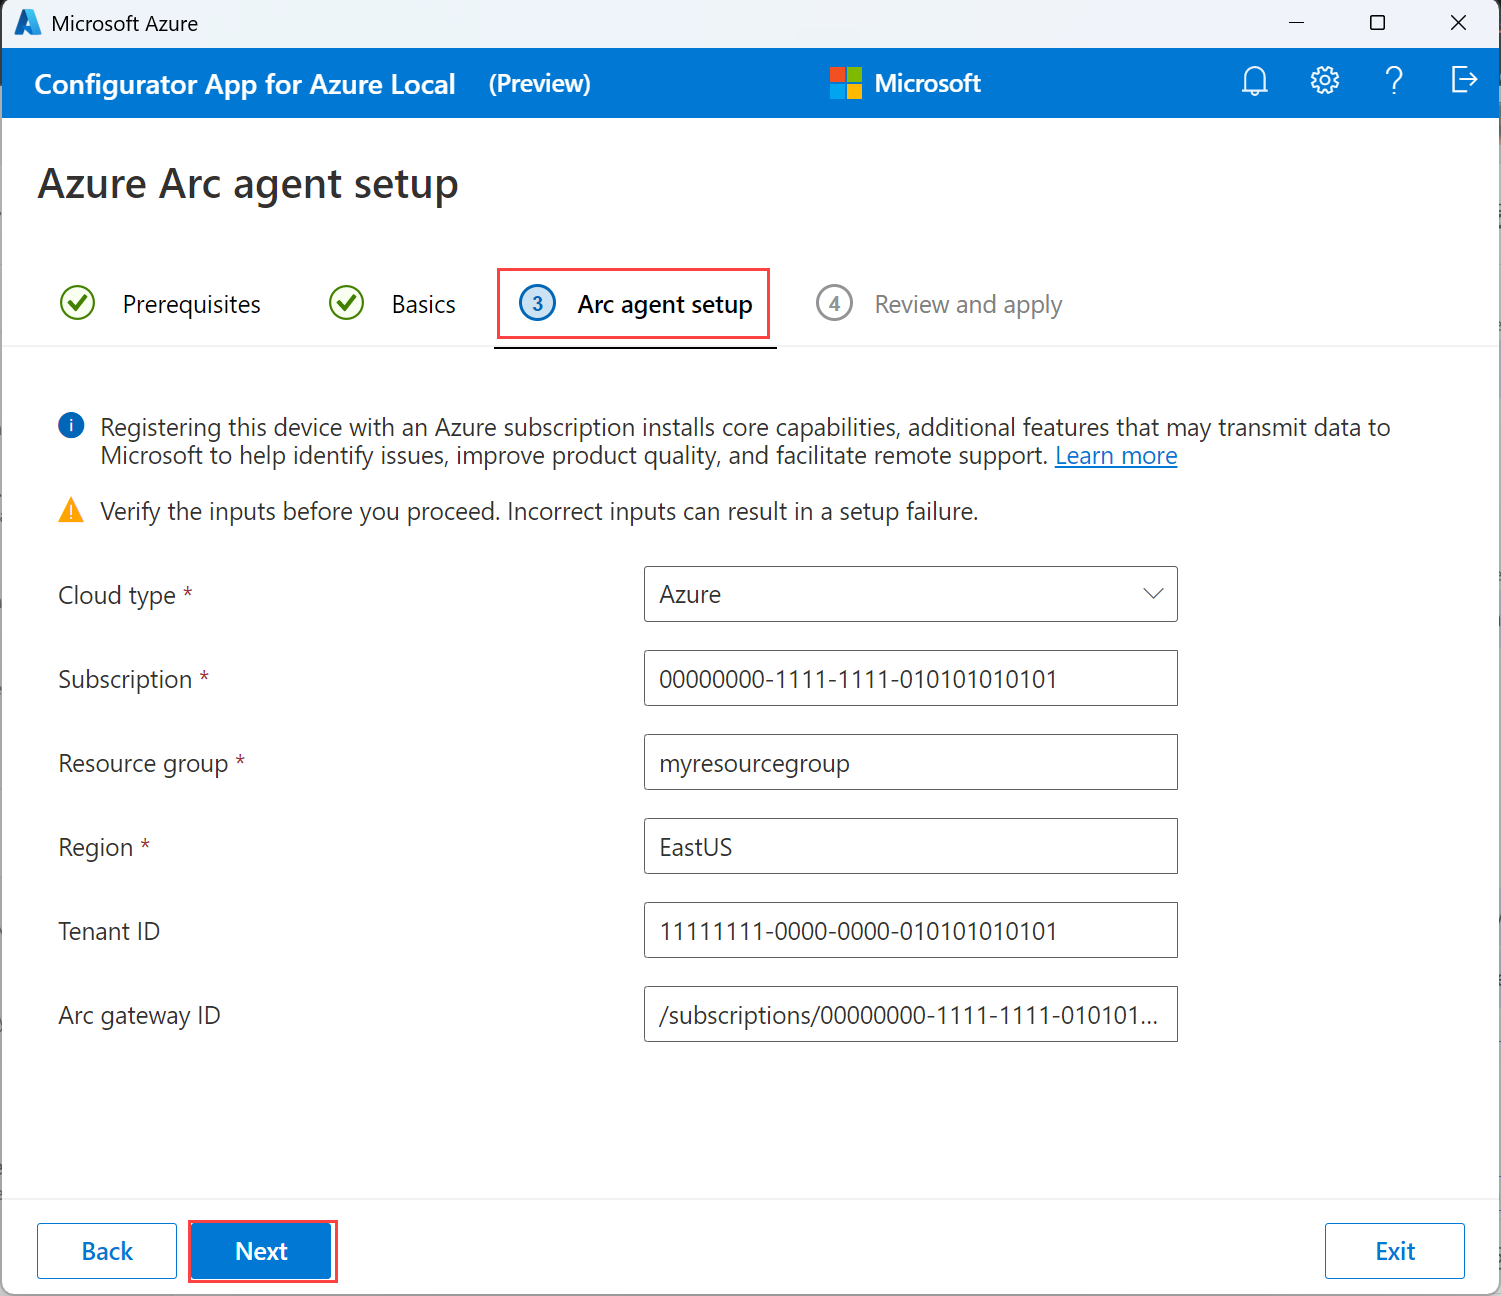 Microsoft Azure
Configurator App for Azure Local (Preview)
Microsoft
?
Azure Arc agent setup
Prerequisites
Basics
3 Arc agent setup
4 Review and apply
i Registering this device with an Azure subscription installs core capabilities, additional features that may transmit data to
Microsoft to help identify issues, improve product quality, and facilitate remote support. Learn more
! Verify the inputs before you proceed. Incorrect inputs can result in a setup failure.
Cloud type * Azure
Subscription * 00000000-1111-1111-010101010101
Resource group * myresourcegroup
Region * EastUS
Tenant ID 11111111-0000-0000-010101010101
Arc gateway ID /subscriptions/00000000-1111-1111-010101...
Back
Next
Exit